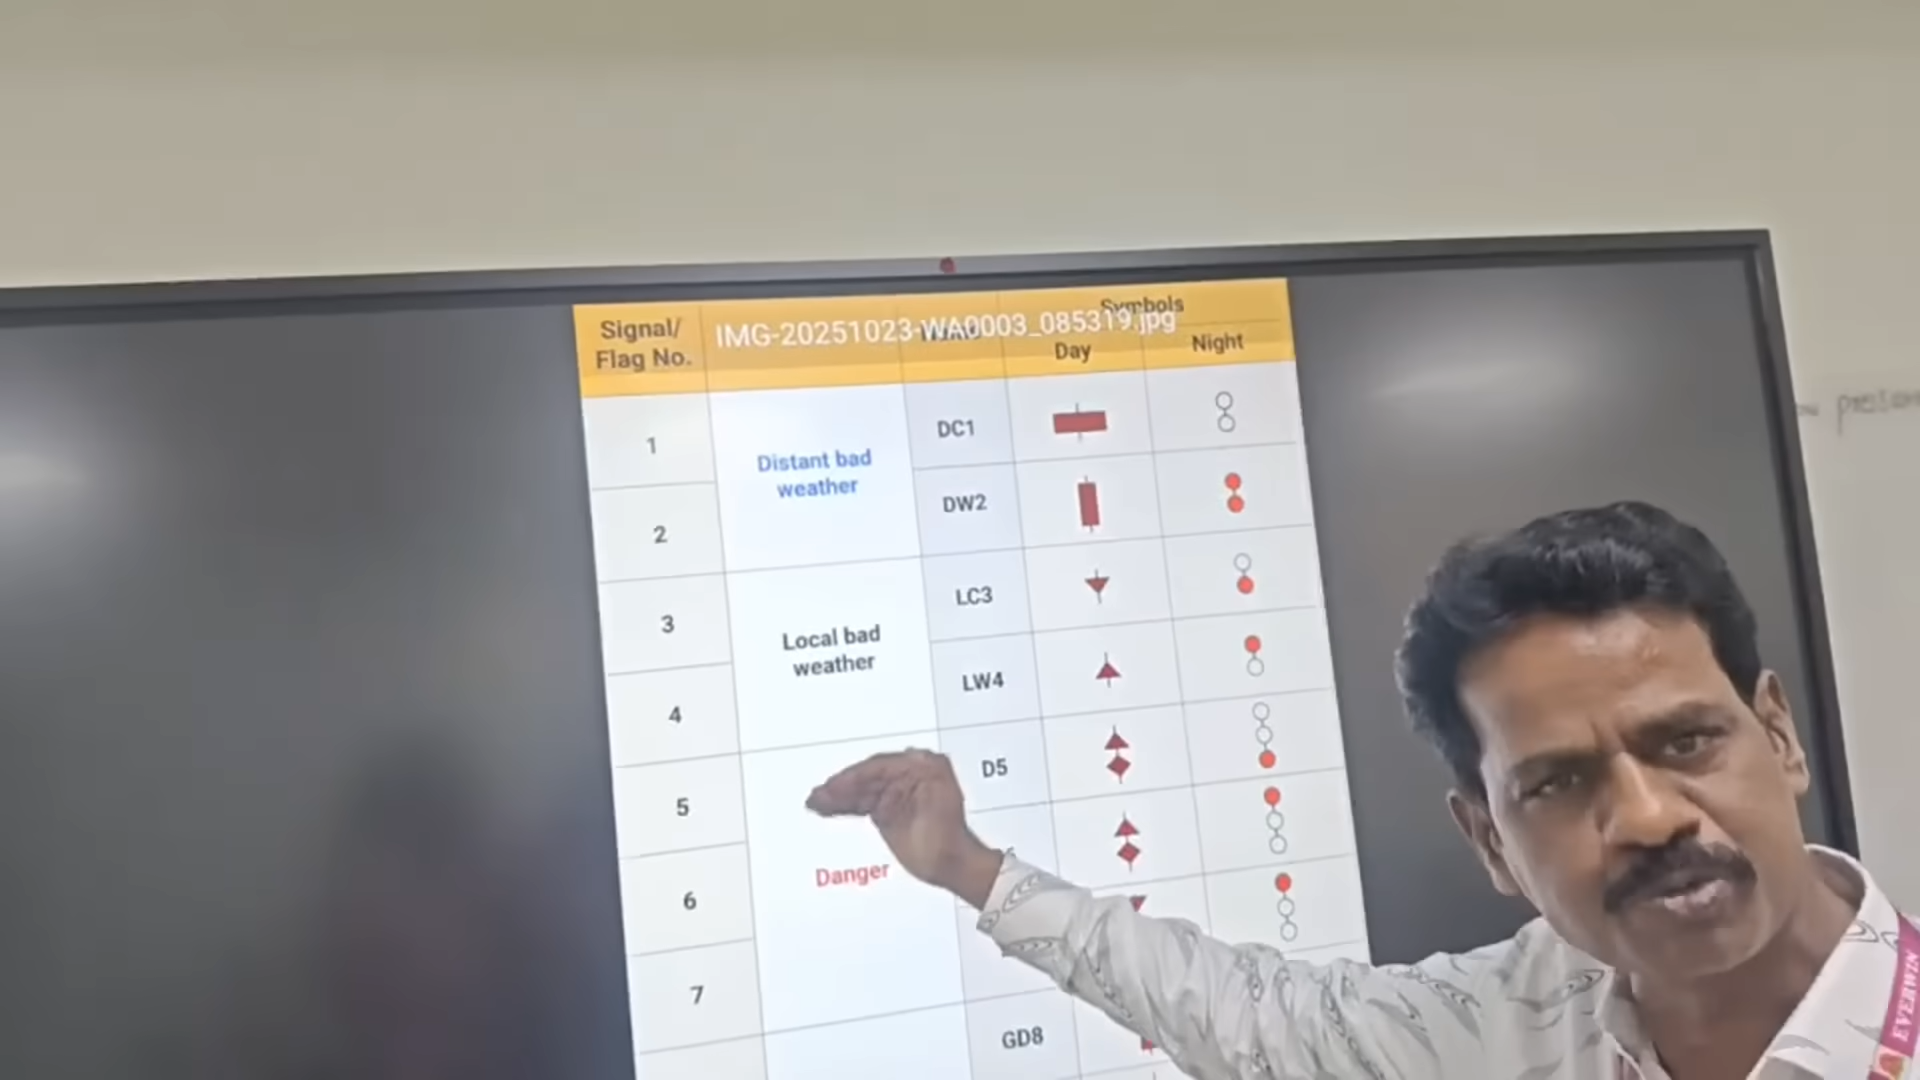 Signal/
Flag No.
IMG-20251023-WA0003_085319.jpg
Symbols
Day
Night
1
Distant bad
weather
DC1
2
DW2
3
Local bad
weather
LC3
4
LW4
5
Danger
D5
6
7
GD8
EVERWIN